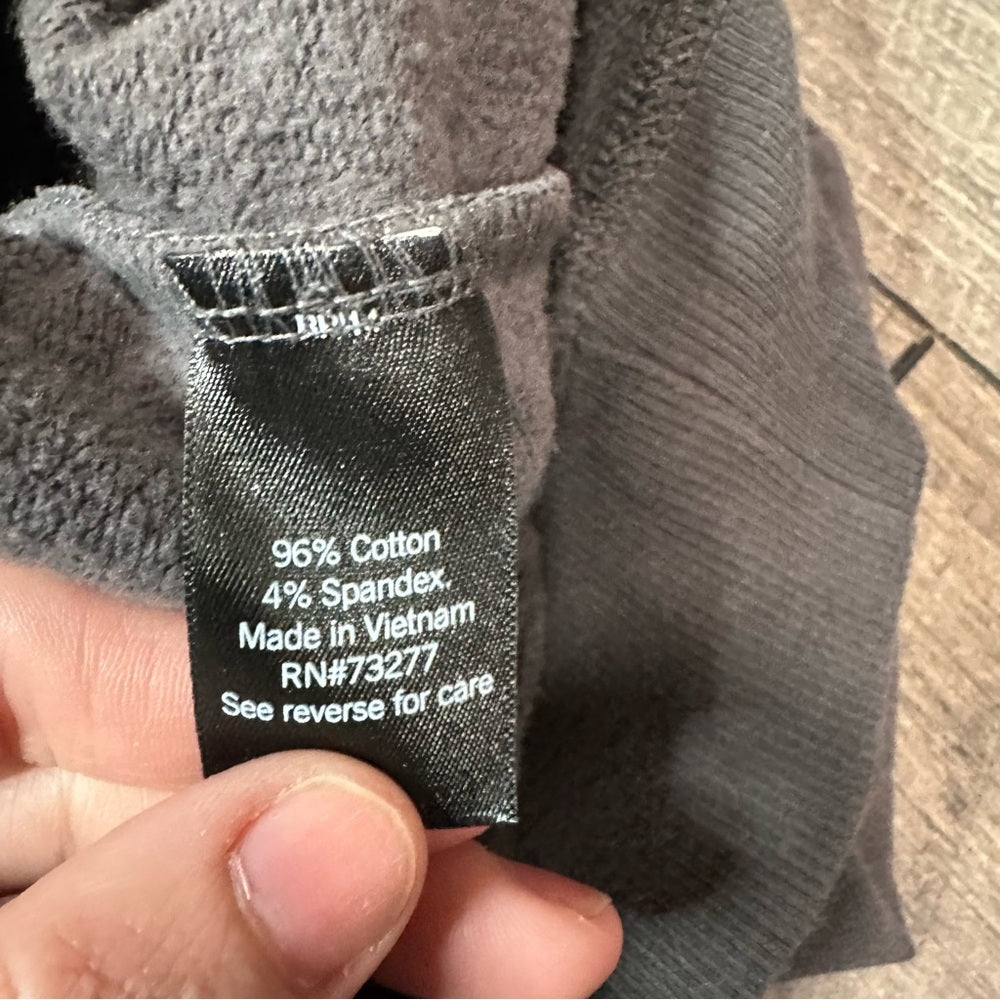 96% Cotton
4% Spandex.
Made in Vietnam
RN#73277
See reverse for care